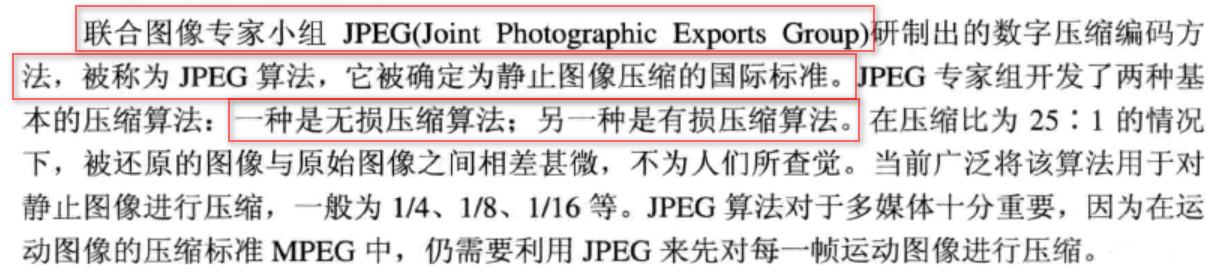 联合图像专家小组 JPEG(Joint Photographic Exports Group)研制出的数字压缩编码方
法，被称为 JPEG 算法，它被确定为静止图像压缩的国际标准。JPEG 专家组开发了两种基
本的压缩算法：一种是无损压缩算法；另一种是有损压缩算法。在压缩比为 25∶1 的情况
下，被还原的图像与原始图像之间相差甚微，不为人们所查觉。当前广泛将该算法用于对
静止图像进行压缩，一般为 1/4、1/8、1/16 等。JPEG 算法对于多媒体十分重要，因为在运
动图像的压缩标准 MPEG 中，仍需要利用 JPEG 来先对每一帧运动图像进行压缩。